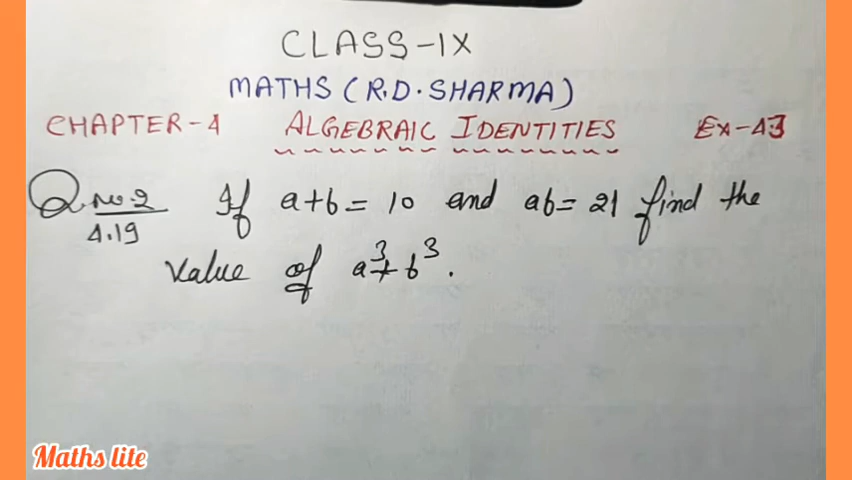 CLASS-IX
MATHS (R.D. SHARMA)
CHAPTER-4 ALGEBRAIC IDENTITIES EX-4.3
Q.No.2 If a+b=10 and ab=21 find the
4.19
value of a³+b³.
Maths lite